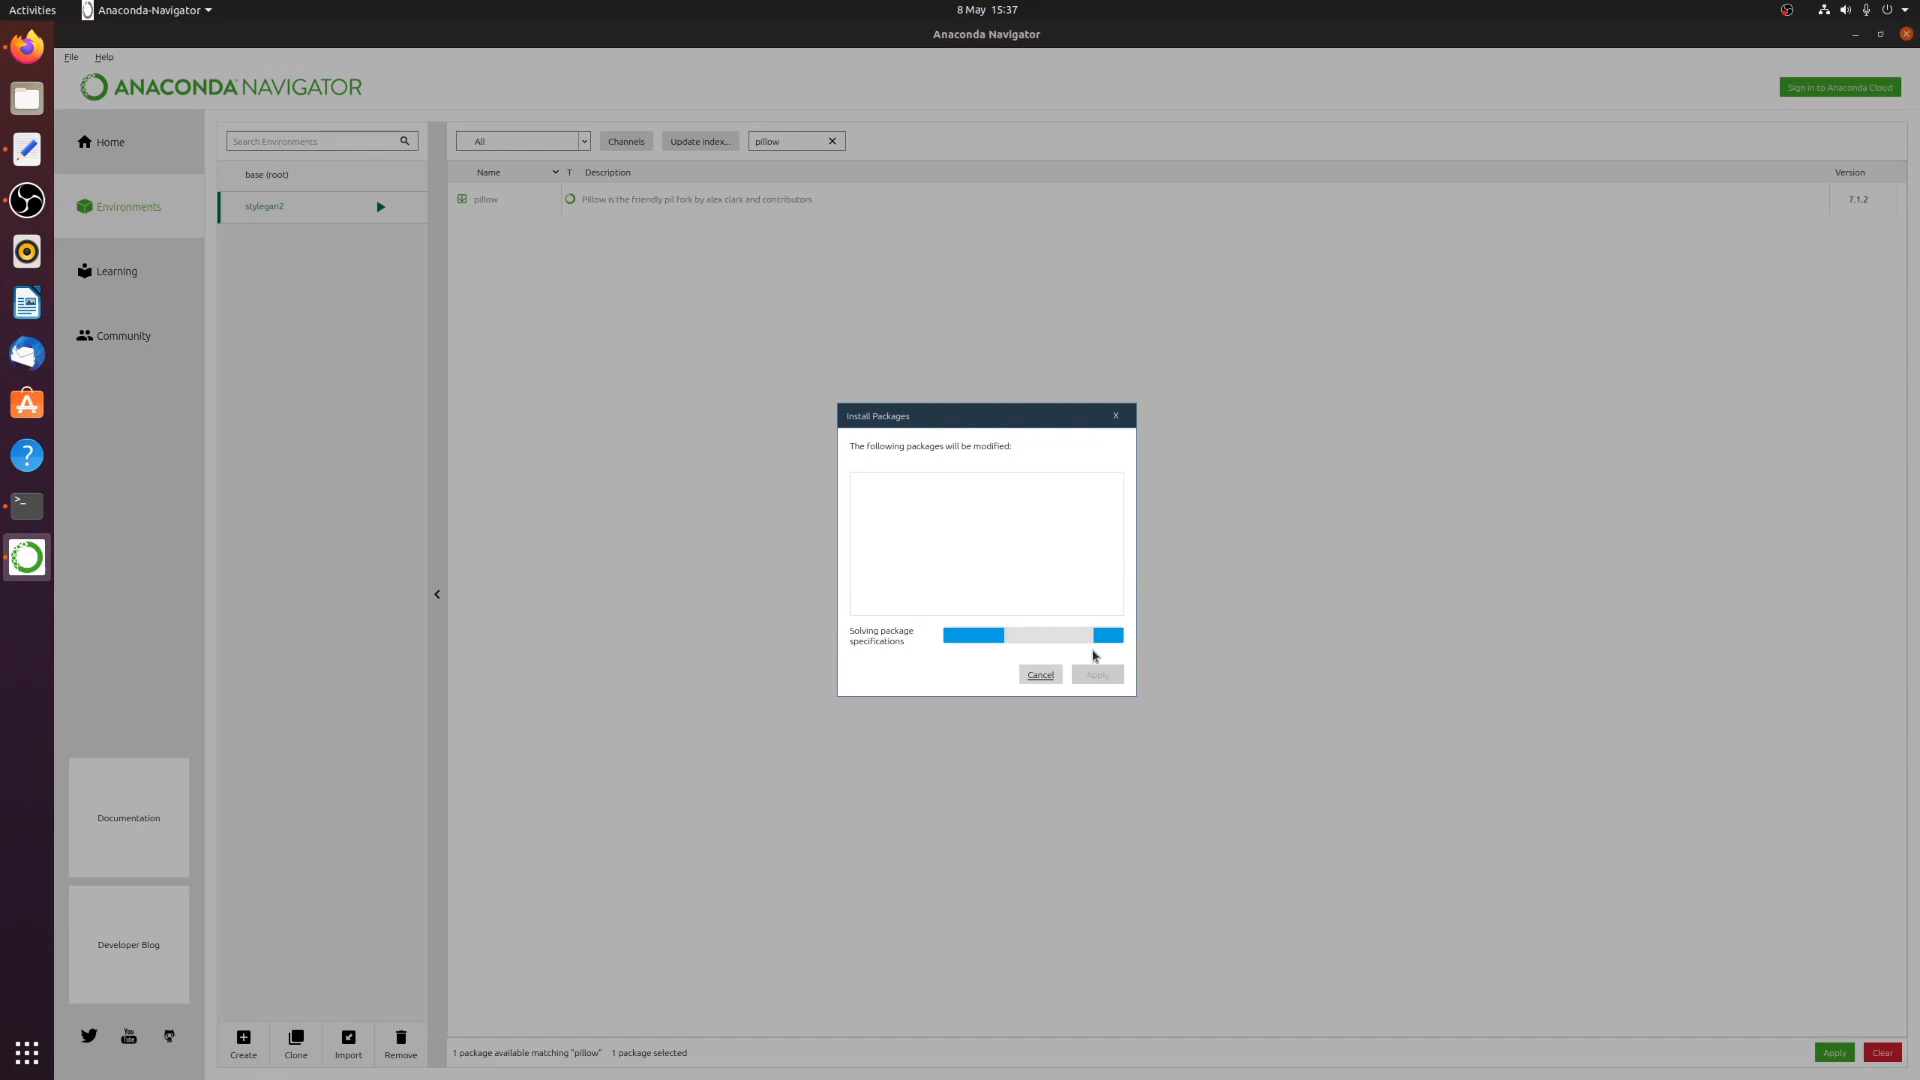 Activities
Anaconda-Navigator
8 May 15:37
Anaconda Navigator
File
Help
ANACONDA NAVIGATOR
Sign in to Anaconda Cloud
Home
Environments
Learning
Community
Documentation
Developer Blog
You
Tube
Search Environments
base (root)
stylegan2
Create
Clone
Import
Remove
All
Channels
Update index...
pillow
Name
T
Description
Version
pillow
Pillow is the friendly pil fork by alex clark and contributors
7.1.2
Install Packages
X
The following packages will be modified:
Solving package
specifications
Cancel
Apply
1 package available matching "pillow" 1 package selected
Apply
Clear